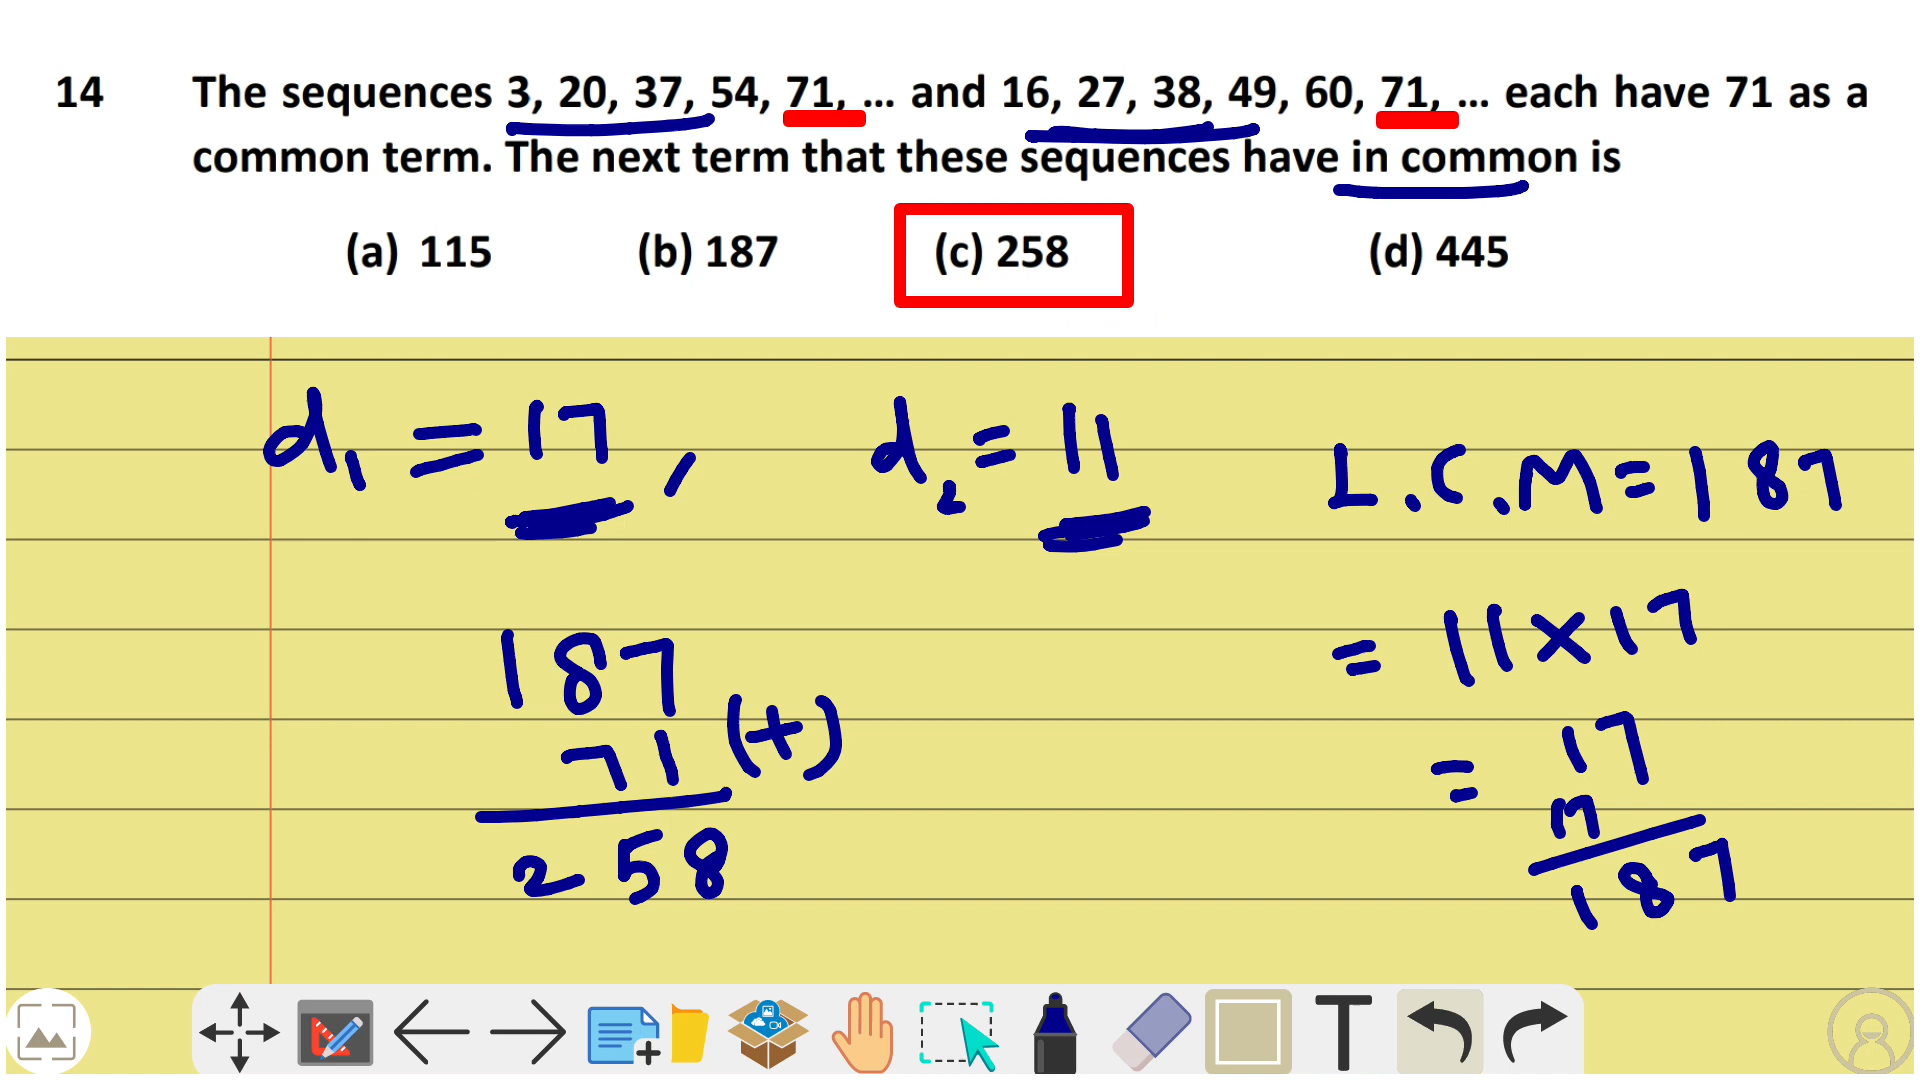 14 The sequences 3, 20, 37, 54, 71, ... and 16, 27, 38, 49, 60, 71, ... each have 71 as a
common term. The next term that these sequences have in common is
(a) 115 (b) 187 (c) 258 (d) 445
d₁ = 17, d₂ = 11 L.C.M = 187
= 11 × 17
187
71 (+)
258
= 17
17
187
T